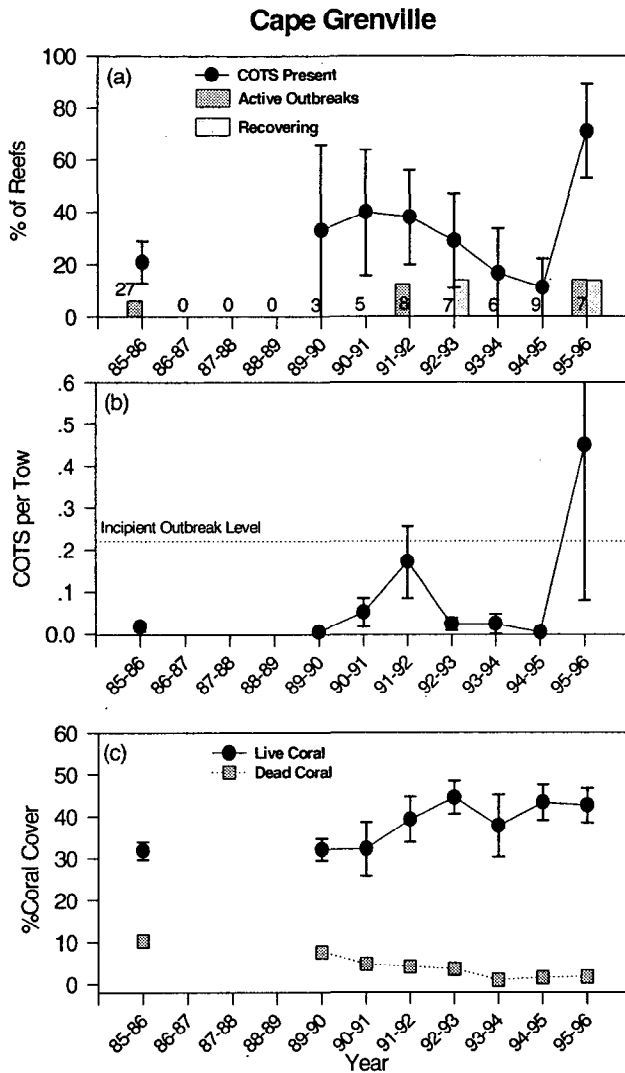 Cape Grenville
(a)
COTS Present
Active Outbreaks
Recovering
% of Reefs
100
80
60
40
20
0
27 0 0 0 3 5 8 7 6 9 7
85-86 86-87 87-88 88-89 89-90 90-91 91-92 92-93 93-94 94-95 95-96
(b)
COTS per Tow
.6
.5
.4
.3
.2
.1
0.0
Incipient Outbreak Level
85-86 86-87 87-88 88-89 89-90 90-91 91-92 92-93 93-94 94-95 95-96
(c)
Live Coral
Dead Coral
%Coral Cover
60
50
40
30
20
10
0
85-86 86-87 87-88 88-89 89-90 90-91 91-92 92-93 93-94 94-95 95-96
Year